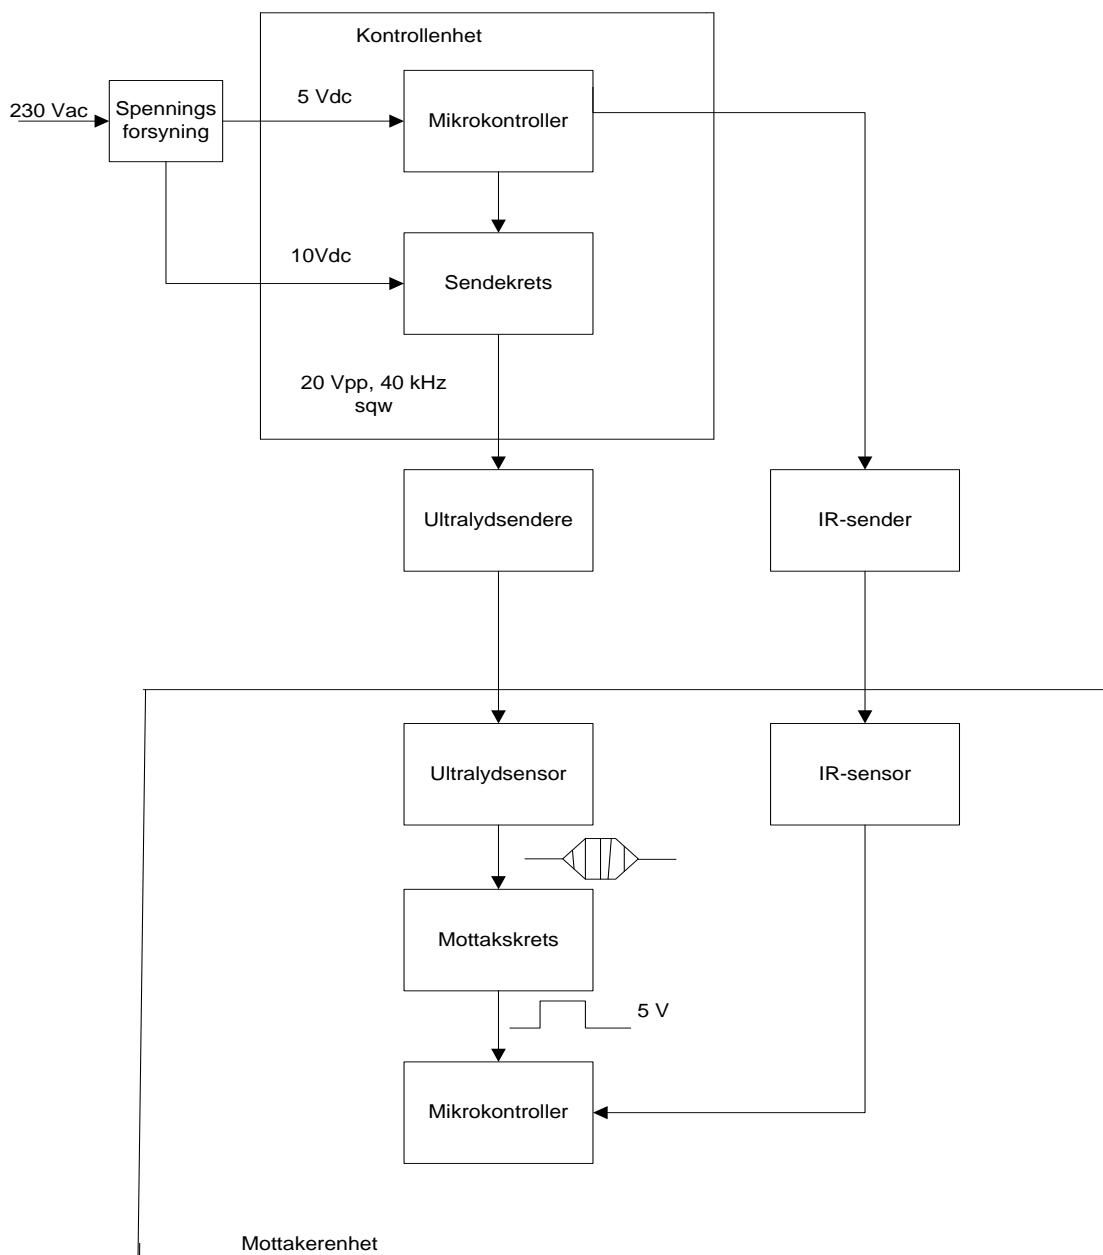 Kontrollenhet
230 Vac
Spennings
forsyning
5 Vdc
Mikrokontroller
10Vdc
Sendekrets
20 Vpp, 40 kHz
sqw
Ultralydsendere
IR-sender
Ultralydsensor
IR-sensor
Mottakskrets
5 V
Mikrokontroller
Mottakerenhet